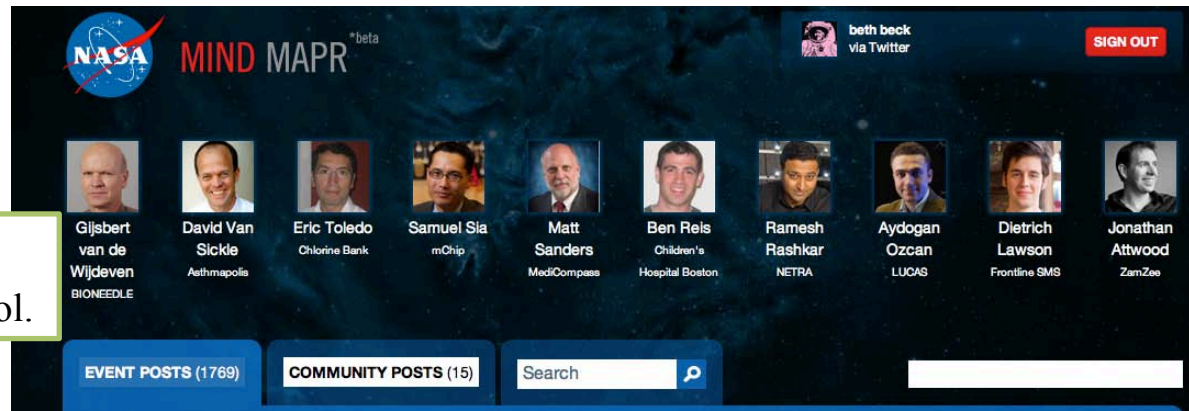 NASA
MIND MAPR *beta
beth beck
via Twitter
SIGN OUT
Gijsbert
van de
Wijdeven
BIONEEDLE
David Van
Sickle
Asthmapolis
Eric Toledo
Chlorine Bank
Samuel Sia
mChip
Matt
Sanders
MediCompass
Ben Reis
Children's
Hospital Boston
Ramesh
Rashkar
NETRA
Aydogan
Ozcan
LUCAS
Dietrich
Lawson
Frontline SMS
Jonathan
Attwood
ZamZee
ol.
EVENT POSTS (1769)
COMMUNITY POSTS (15)
Search